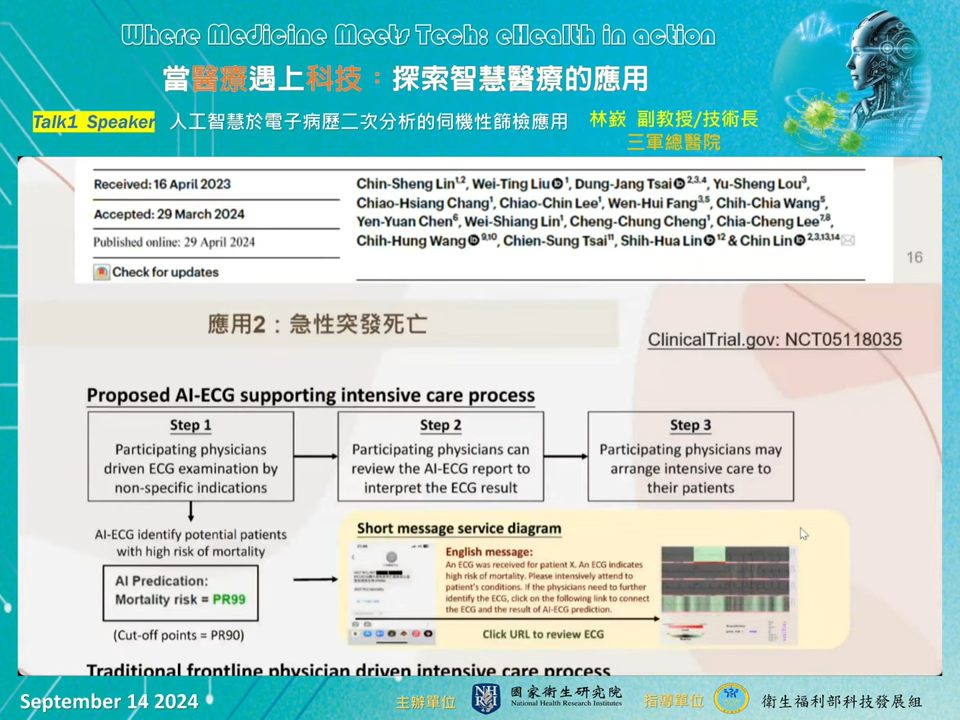 Where Medicine Meets Tech: eHealth in action
當醫療遇上科技：探索智慧醫療的應用
Talk1 Speaker 人工智慧於電子病歷二次分析的伺機性篩檢應用 林嶔 副教授/技術長
三軍總醫院
Received: 16 April 2023
Accepted: 29 March 2024
Published online: 29 April 2024
Check for updates
Chin-Sheng Lin1,2, Wei-Ting Liu 1, Dung-Jang Tsai 2,3,4, Yu-Sheng Lou3,
Chiao-Hsiang Chang1, Chiao-Chin Lee1, Wen-Hui Fang3,5, Chih-Chia Wang5,
Yen-Yuan Chen6, Wei-Shiang Lin1, Cheng-Chung Cheng1, Chia-Cheng Lee7,8,
Chih-Hung Wang 9,10, Chien-Sung Tsai11, Shih-Hua Lin 12 & Chin Lin 2,3,13,14
16
應用2：急性突發死亡
ClinicalTrial.gov: NCT05118035
Proposed AI-ECG supporting intensive care process
Step 1
Participating physicians
driven ECG examination by
non-specific indications
Step 2
Participating physicians can
review the AI-ECG report to
interpret the ECG result
Step 3
Participating physicians may
arrange intensive care to
their patients
AI-ECG identify potential patients
with high risk of mortality
AI Predication:
Mortality risk = PR99
(Cut-off points = PR90)
Short message service diagram
English message:
An ECG was received for patient X. An ECG indicates
high risk of mortality. Please intensively attend to
patient's conditions. If the physicians need to further
identify the ECG, click on the following link to connect
the ECG and the result of AI-ECG prediction.
Click URL to review ECG
Traditional frontline physician driven intensive care process
September 14 2024
主辦單位
NHRI
國家衛生研究院
National Health Research Institutes
指導單位
衛生福利部科技發展組